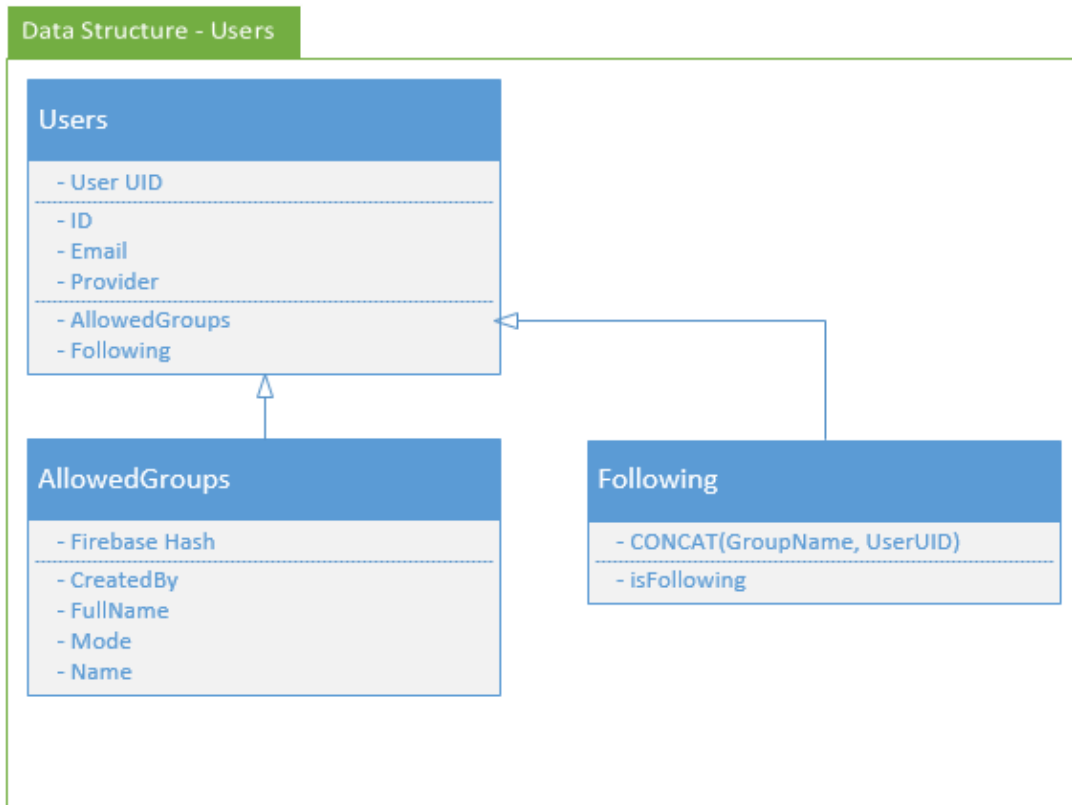 Data Structure - Users
Users
- User UID
- ID
- Email
- Provider
- AllowedGroups
- Following
AllowedGroups
- Firebase Hash
- CreatedBy
- FullName
- Mode
- Name
Following
- CONCAT(GroupName, UserUID)
- isFollowing